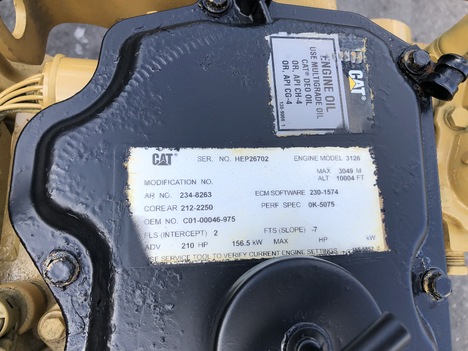 CAT
ENGINE OIL
USE MULTIGRADE OIL
CAT® DEO OIL
OR, API CH-4
OR, API CG-4
CAT SER. NO. HEP26702 ENGINE MODEL 3126
MAX 3049 M
MODIFICATION NO. ALT 10004 FT
AR NO. 234-8263 ECM SOFTWARE 230-1574
CORE AR 212-2250 PERF SPEC 0K-5075
OEM NO. C01-00046-975
FLS (INTERCEPT) 2 FTS (SLOPE) -7
ADV 210 HP 156.5 kW MAX HP kW
USE SERVICE TOOL TO VERIFY CURRENT ENGINE SETTINGS